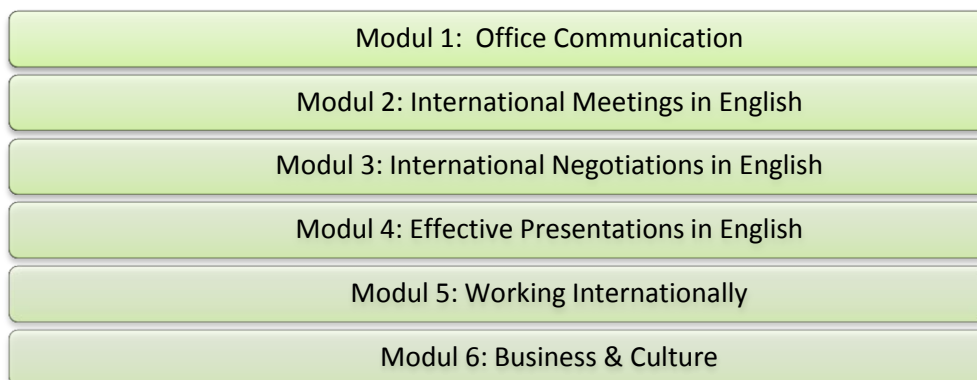 Modul 1:  Office Communication
Modul 2: International Meetings in English
Modul 3: International Negotiations in English
Modul 4: Effective Presentations in English
Modul 5: Working Internationally
Modul 6: Business & Culture